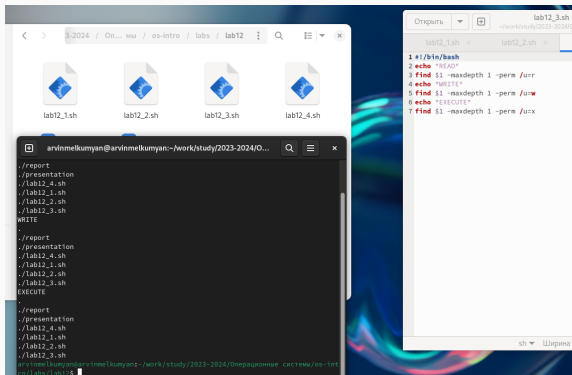 3-2024 / Оп... мы / os-intro / labs / lab12
lab12_1.sh
lab12_2.sh
lab12_3.sh
lab12_4.sh
arvinmelkumyan@arvinmelkumyan:~/work/study/2023-2024/О...
./report
./presentation
./lab12_4.sh
./lab12_1.sh
./lab12_2.sh
./lab12_3.sh
WRITE
.
./report
./presentation
./lab12_4.sh
./lab12_1.sh
./lab12_2.sh
./lab12_3.sh
EXECUTE
.
./report
./presentation
./lab12_4.sh
./lab12_1.sh
./lab12_2.sh
./lab12_3.sh
arvinmelkumyan@arvinmelkumyan:~/work/study/2023-2024/Операционные системы/os-int
ro/labs/lab12$
Открыть
lab12_3.sh
~/work/study/2023-2024/О
lab12_1.sh
lab12_2.sh
1 #!/bin/bash
2 echo "READ"
3 find $1 -maxdepth 1 -perm /u=r
4 echo "WRITE"
5 find $1 -maxdepth 1 -perm /u=w
6 echo "EXECUTE"
7 find $1 -maxdepth 1 -perm /u=x
sh
Ширина